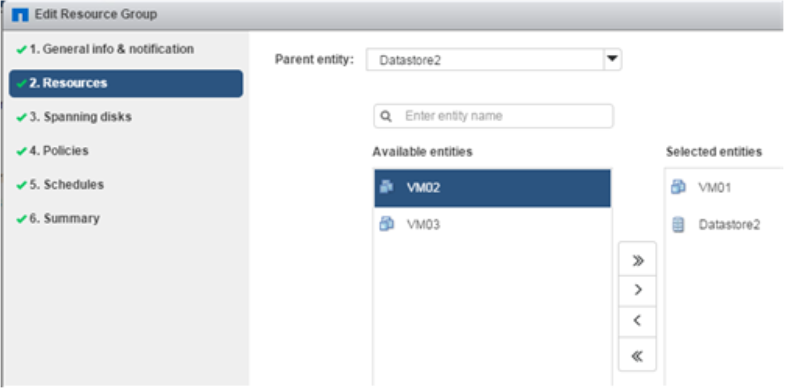 Edit Resource Group
1. General info & notification
2. Resources
3. Spanning disks
4. Policies
5. Schedules
6. Summary
Parent entity: Datastore2
Enter entity name
Available entities
VM02
VM03
Selected entities
VM01
Datastore2